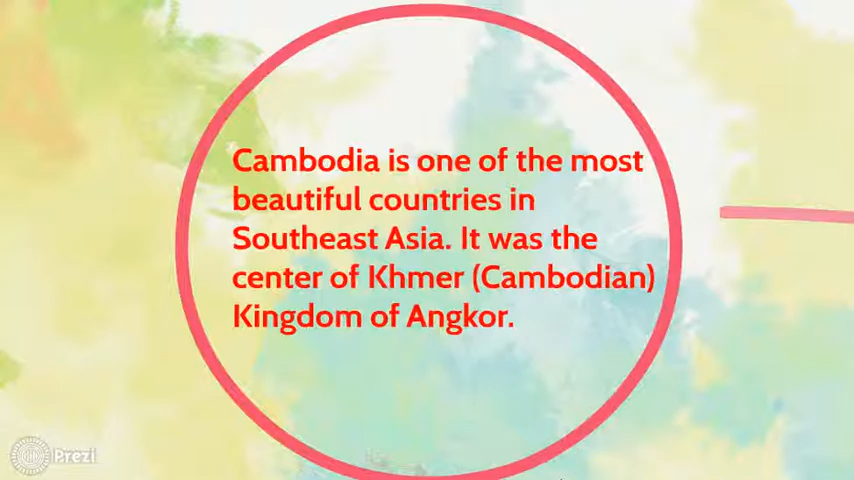 Cambodia is one of the most
beautiful countries in
Southeast Asia. It was the
center of Khmer (Cambodian)
Kingdom of Angkor.
Prezi